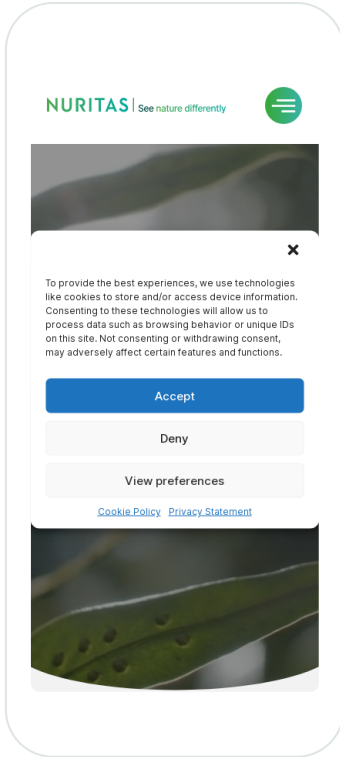 NURITAS | See nature differently
To provide the best experiences, we use technologies
like cookies to store and/or access device information.
Consenting to these technologies will allow us to
process data such as browsing behavior or unique IDs
on this site. Not consenting or withdrawing consent,
may adversely affect certain features and functions.
Accept
Deny
View preferences
Cookie Policy Privacy Statement